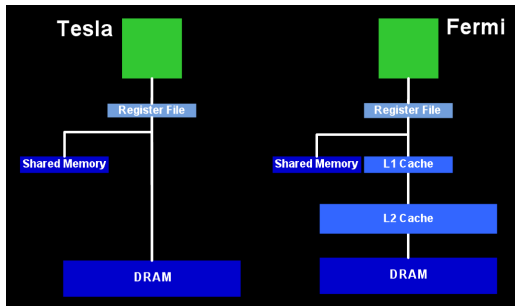 Tesla
Register File
Shared Memory
DRAM
Fermi
Register File
Shared Memory
L1 Cache
L2 Cache
DRAM